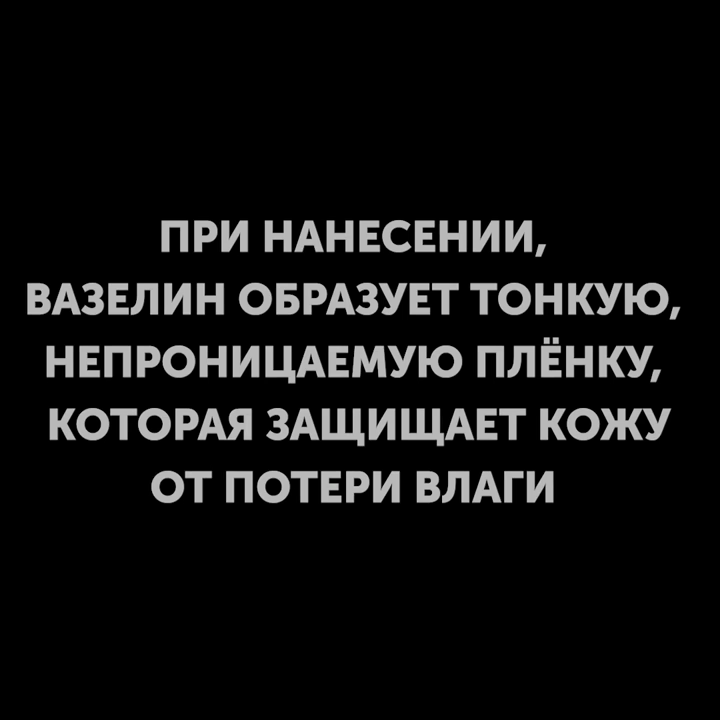 ПРИ НАНЕСЕНИИ,
ВАЗЕЛИН ОБРАЗУЕТ ТОНКУЮ,
НЕПРОНИЦАЕМУЮ ПЛЁНКУ,
КОТОРАЯ ЗАЩИЩАЕТ КОЖУ
ОТ ПОТЕРИ ВЛАГИ